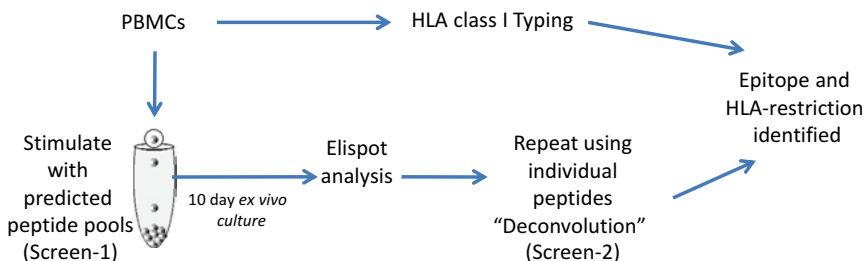 PBMCs
HLA class I Typing
Epitope and
HLA-restriction
identified
Stimulate
with
predicted
peptide pools
(Screen-1)
10 day ex vivo
culture
Elispot
analysis
Repeat using
individual
peptides
“Deconvolution”
(Screen-2)